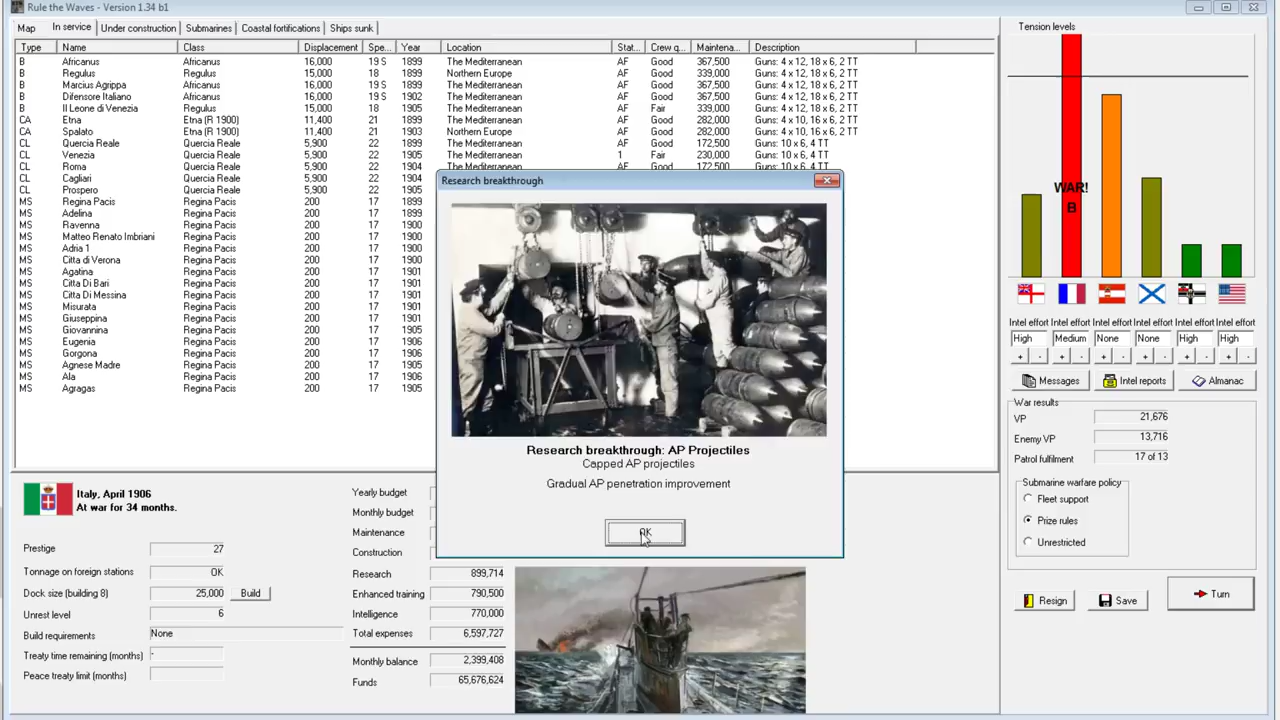 Rule the Waves - Version 1.34 b1
Map In service Under construction Submarines Coastal fortifications Ships sunk
Type Name Class Displacement Spe... Year Location Stat... Crew q... Maintena... Description
B Africanus Africanus 16,000 19 S 1899 The Mediterranean AF Good 367,500 Guns: 4 x 12, 18 x 6, 2 TT
B Regulus Regulus 15,000 18 1899 Northern Europe AF Good 339,000 Guns: 4 x 12, 18 x 6, 2 TT
B Marcius Agrippa Africanus 16,000 19 S 1899 The Mediterranean AF Good 367,500 Guns: 4 x 12, 18 x 6, 2 TT
B Difensore Italiano Africanus 16,000 19 S 1902 The Mediterranean AF Good 367,500 Guns: 4 x 12, 18 x 6, 2 TT
B Il Leone di Venezia Regulus 15,000 18 1905 The Mediterranean AF Fair 339,000 Guns: 4 x 12, 18 x 6, 2 TT
CA Etna Etna (R 1900) 11,400 21 1899 The Mediterranean AF Good 282,000 Guns: 4 x 10, 16 x 6, 2 TT
CA Spalato Etna (R 1900) 11,400 21 1903 Northern Europe AF Good 282,000 Guns: 4 x 10, 16 x 6, 2 TT
CL Quercia Reale Quercia Reale 5,900 22 1899 The Mediterranean AF Good 172,500 Guns: 10 x 6, 4 TT
CL Venezia Quercia Reale 5,900 22 1905 The Mediterranean 1 Fair 230,000 Guns: 10 x 6, 4 TT
CL Roma Quercia Reale 5,900 22 1904 The Mediterranean AF Good 172,500 Guns: 10 x 6, 4 TT
CL Cagliari Quercia Reale 5,900 22 1904
CL Prospero Quercia Reale 5,900 22 1905
MS Regina Pacis Regina Pacis 200 17 1899
MS Adelina Regina Pacis 200 17 1899
MS Ravenna Regina Pacis 200 17 1900
MS Matteo Renato Imbriani Regina Pacis 200 17 1900
MS Adria 1 Regina Pacis 200 17 1900
MS Citta di Verona Regina Pacis 200 17 1900
MS Agatina Regina Pacis 200 17 1901
MS Citta Di Bari Regina Pacis 200 17 1901
MS Citta Di Messina Regina Pacis 200 17 1901
MS Misurata Regina Pacis 200 17 1901
MS Giuseppina Regina Pacis 200 17 1901
MS Giovannina Regina Pacis 200 17 1905
MS Eugenia Regina Pacis 200 17 1906
MS Gorgona Regina Pacis 200 17 1906
MS Agnese Madre Regina Pacis 200 17 1905
MS Ala Regina Pacis 200 17 1906
MS Agragas Regina Pacis 200 17 1905
Research breakthrough
Research breakthrough: AP Projectiles
Capped AP projectiles
Gradual AP penetration improvement
OK
Italy, April 1906
At war for 34 months.
Prestige 27
Tonnage on foreign stations OK
Dock size (building 8) 25,000 Build
Unrest level 6
Build requirements None
Treaty time remaining (months) -
Peace treaty limit (months)
Yearly budget
Monthly budget
Maintenance
Construction
Research 899,714
Enhanced training 790,500
Intelligence 770,000
Total expenses 6,597,727
Monthly balance 2,399,408
Funds 65,676,624
Tension levels
WAR!
B
Intel effort Intel effort Intel effort Intel effort Intel effort Intel effort
High Medium None None High High
+ - + - + - + - + - + -
Messages Intel reports Almanac
War results
VP 21,676
Enemy VP 13,716
Patrol fulfilment 17 of 13
Submarine warfare policy
Fleet support
Prize rules
Unrestricted
Resign Save Turn